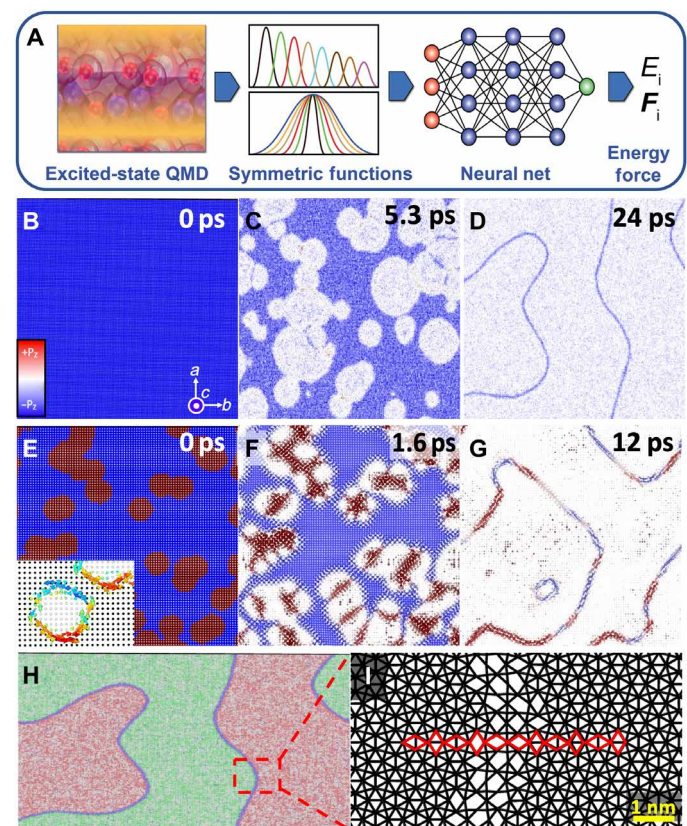 A
Excited-state QMD
Symmetric functions
Neural net
Energy
force
Eᵢ
Fᵢ
B
0 ps
C
5.3 ps
D
24 ps
+Pz
−Pz
a
c
b
E
0 ps
F
1.6 ps
G
12 ps
H
I
1 nm